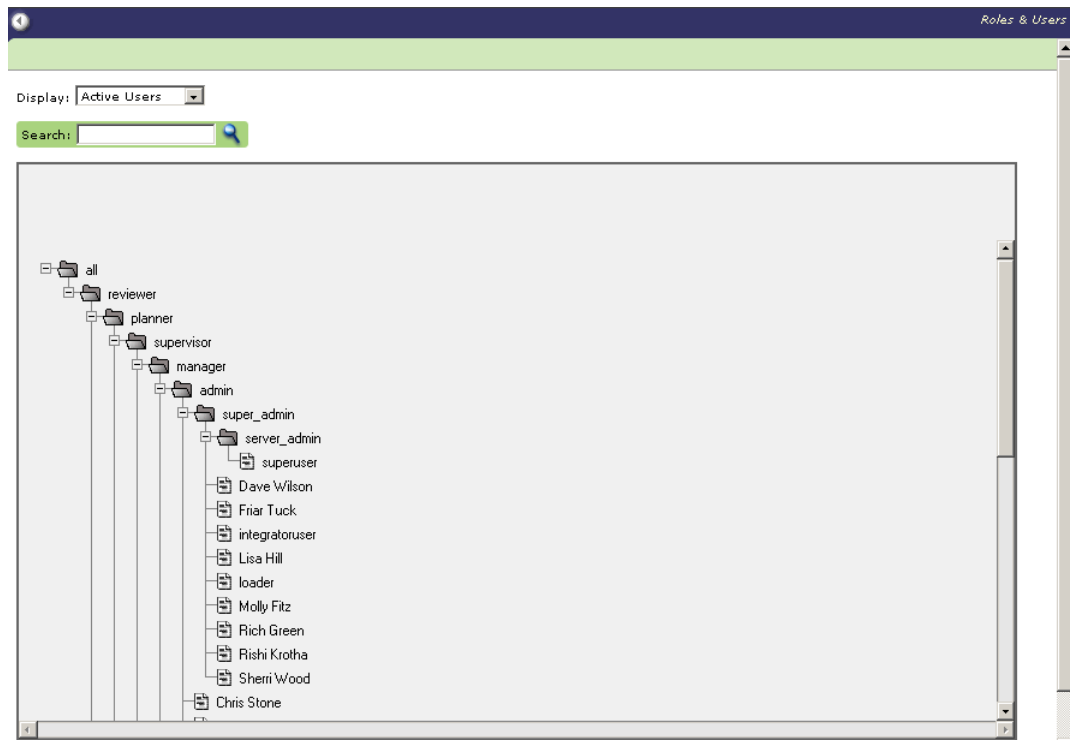 Roles & Users
Display: Active Users
Search:
all
reviewer
planner
supervisor
manager
admin
super_admin
server_admin
superuser
Dave Wilson
Friar Tuck
integratoruser
Lisa Hill
loader
Molly Fitz
Rich Green
Rishi Krotha
Sherri Wood
Chris Stone